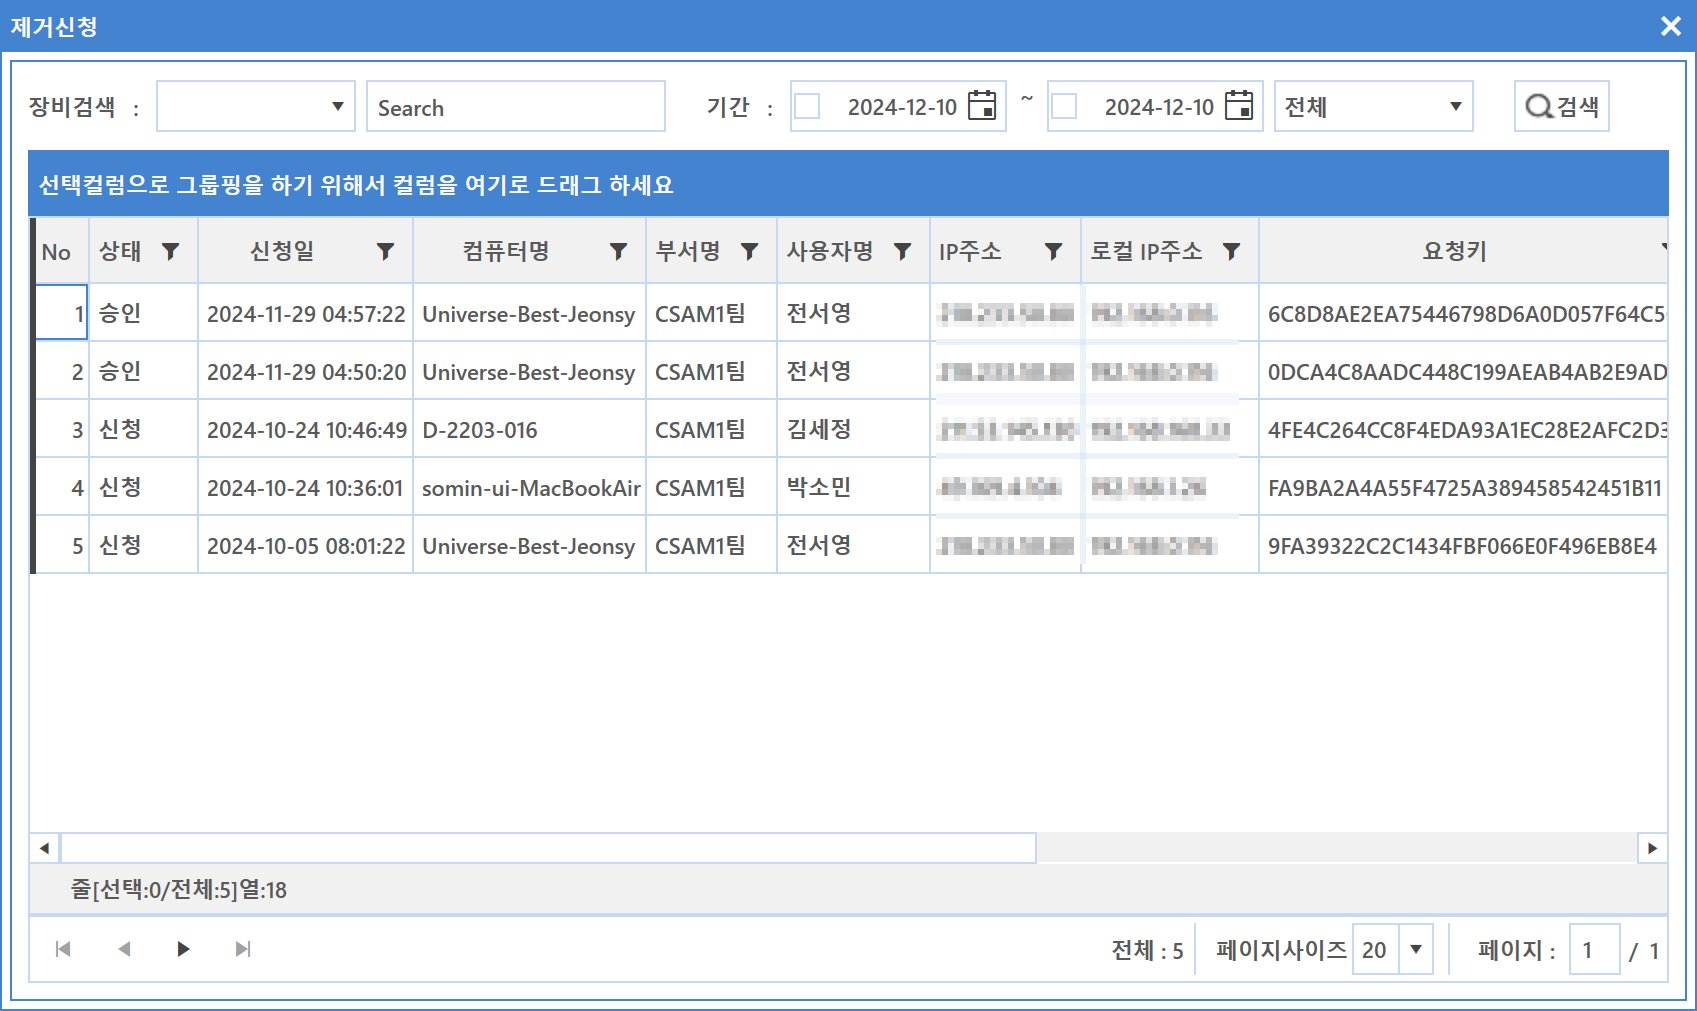 제거신청
장비검색 : Search 기간 : 2024-12-10 ~ 2024-12-10 전체 검색
선택컬럼으로 그룹핑을 하기 위해서 컬럼을 여기로 드래그 하세요
No 상태 신청일 컴퓨터명 부서명 사용자명 IP주소 로컬 IP주소 요청키
1 승인 2024-11-29 04:57:22 Universe-Best-Jeonsy CSAM1팀 전서영 6C8D8AE2EA75446798D6A0D057F64C5
2 승인 2024-11-29 04:50:20 Universe-Best-Jeonsy CSAM1팀 전서영 0DCA4C8AADC448C199AEAB4AB2E9AD
3 신청 2024-10-24 10:46:49 D-2203-016 CSAM1팀 김세정 4FE4C264CC8F4EDA93A1EC28E2AFC2D3
4 신청 2024-10-24 10:36:01 somin-ui-MacBookAir CSAM1팀 박소민 FA9BA2A4A55F4725A389458542451B11
5 신청 2024-10-05 08:01:22 Universe-Best-Jeonsy CSAM1팀 전서영 9FA39322C2C1434FBF066E0F496EB8E4
줄[선택:0/전체:5]열:18
전체 : 5 페이지사이즈 20 페이지 : 1 / 1